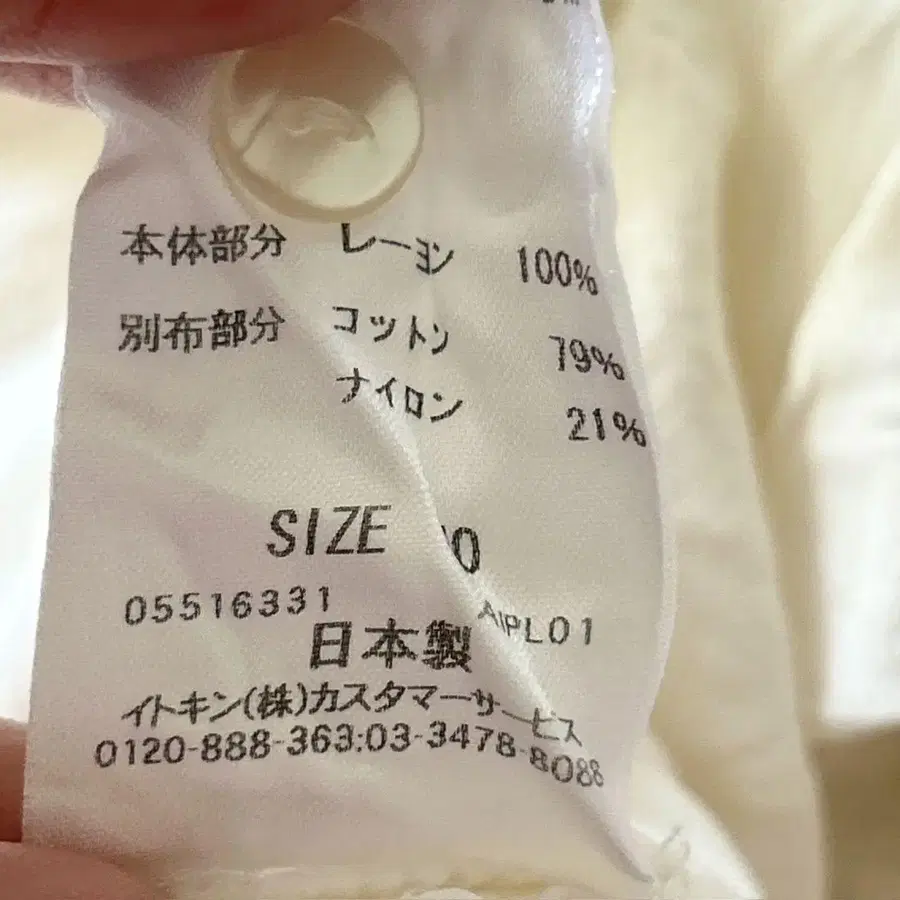 本体部分 レーヨン 100%
別布部分 コットン 79%
ナイロン 21%
SIZE
05516331 AIPL01
日本製
イトキン(株)カスタマーサービス
0120-888-363:03-3478-8088